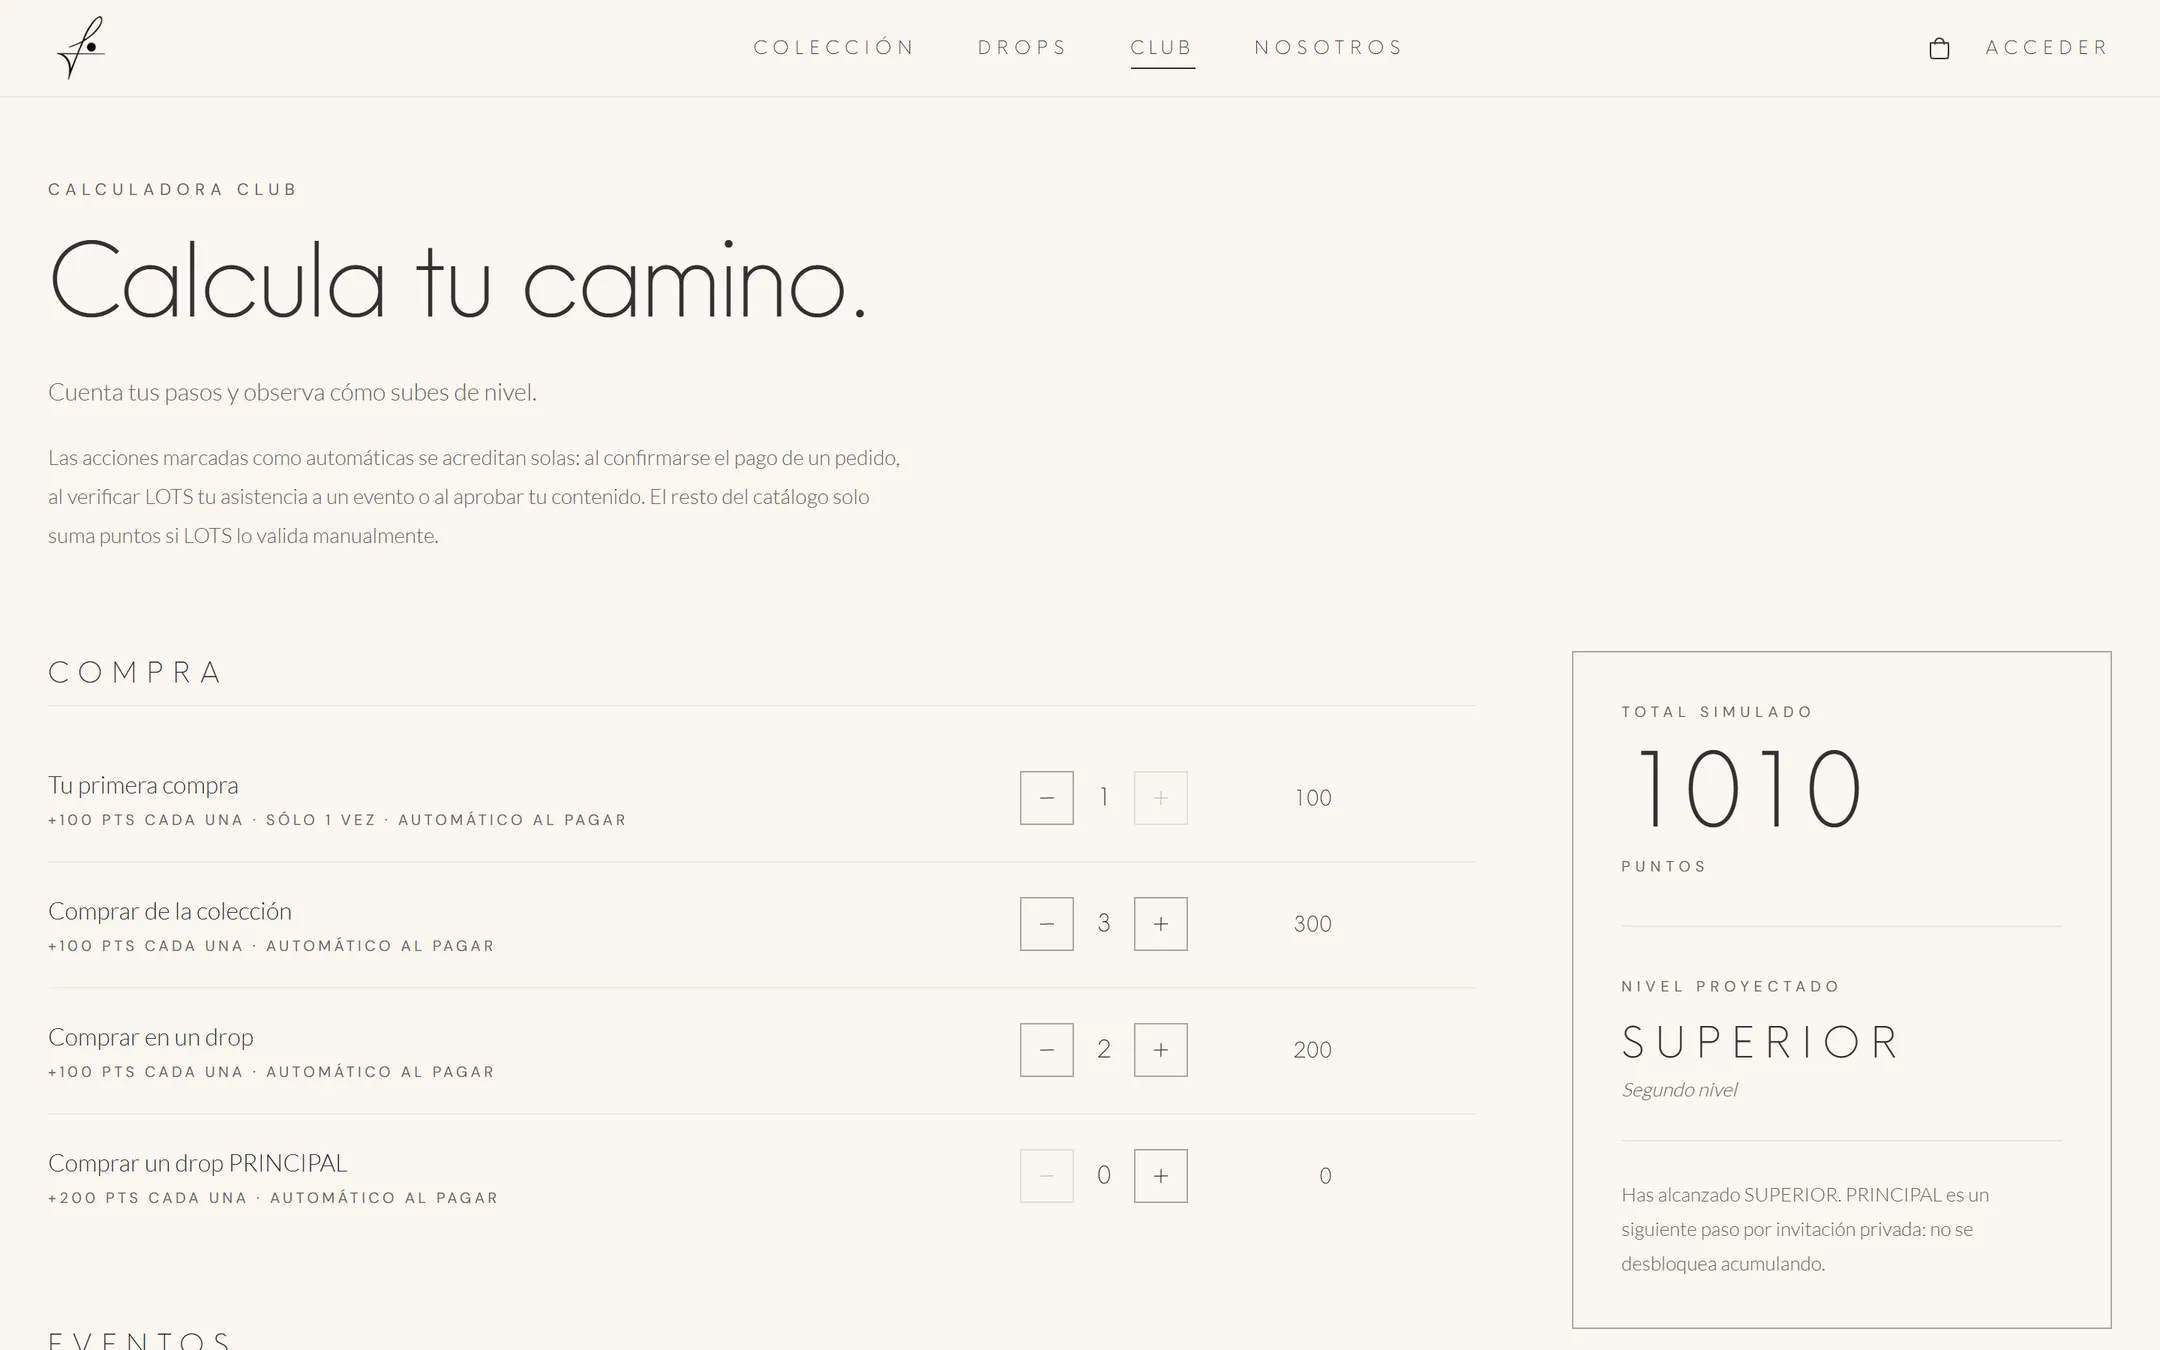 COLECCIÓN DROPS CLUB NOSOTROS ACCEDER
CALCULADORA CLUB
Calcula tu camino.
Cuenta tus pasos y observa cómo subes de nivel.
Las acciones marcadas como automáticas se acreditan solas: al confirmarse el pago de un pedido,
al verificar LOTS tu asistencia a un evento o al aprobar tu contenido. El resto del catálogo solo
suma puntos si LOTS lo valida manualmente.
COMPRA
Tu primera compra
+100 PTS CADA UNA · SÓLO 1 VEZ · AUTOMÁTICO AL PAGAR
− 1 + 100
Comprar de la colección
+100 PTS CADA UNA · AUTOMÁTICO AL PAGAR
− 3 + 300
Comprar en un drop
+100 PTS CADA UNA · AUTOMÁTICO AL PAGAR
− 2 + 200
Comprar un drop PRINCIPAL
+200 PTS CADA UNA · AUTOMÁTICO AL PAGAR
− 0 + 0
EVENTOS
TOTAL SIMULADO
1010
PUNTOS
NIVEL PROYECTADO
SUPERIOR
Segundo nivel
Has alcanzado SUPERIOR. PRINCIPAL es un
siguiente paso por invitación privada: no se
desbloquea acumulando.